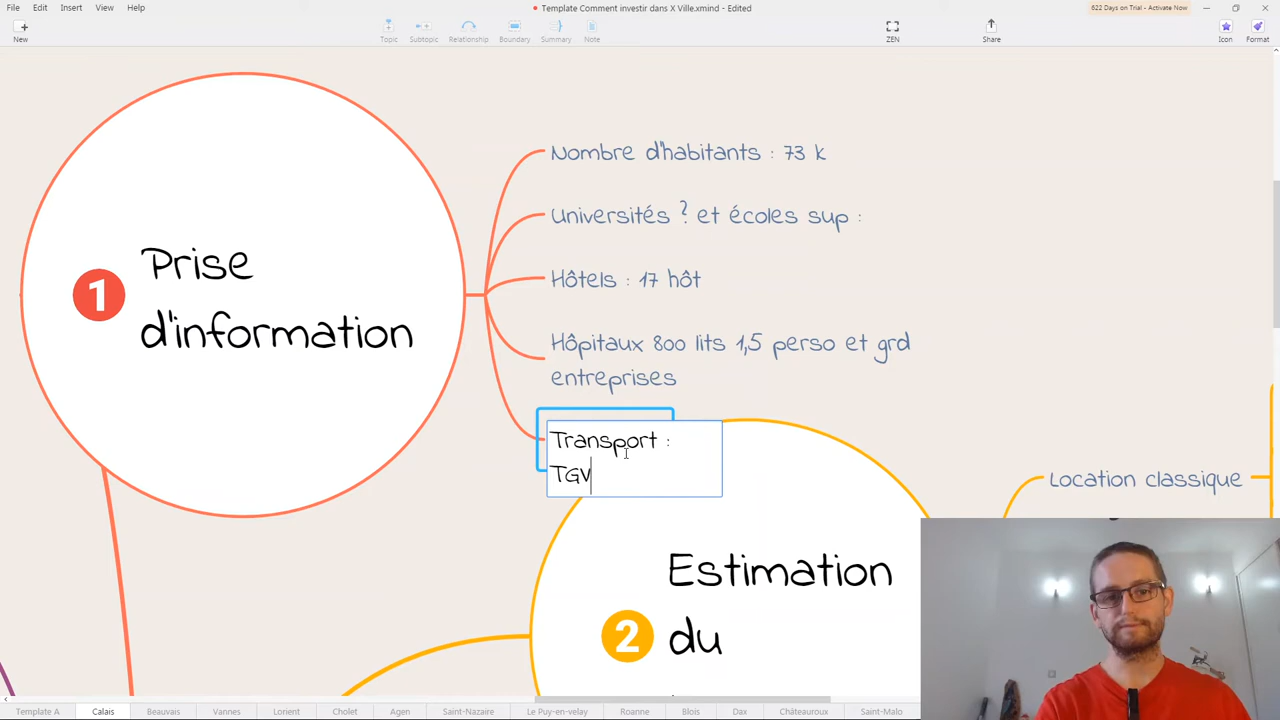 File Edit Insert View Help
Template Comment investir dans X Ville.xmind - Edited
622 Days on Trial - Activate Now
New
Topic Subtopic Relationship Boundary Summary Note
ZEN
Share
Icon Format
1 Prise
d'information
Nombre d'habitants : 73 k
Universités ? et écoles sup :
Hôtels : 17 hôt
Hôpitaux 800 lits 1,5 perso et grd
entreprises
Transport :
TGV
Location classique
2 Estimation
du
Template A Calais Beauvais Vannes Lorient Cholet Agen Saint-Nazaire Le Puy-en-velay Roanne Blois Dax Châteauroux Saint-Malo